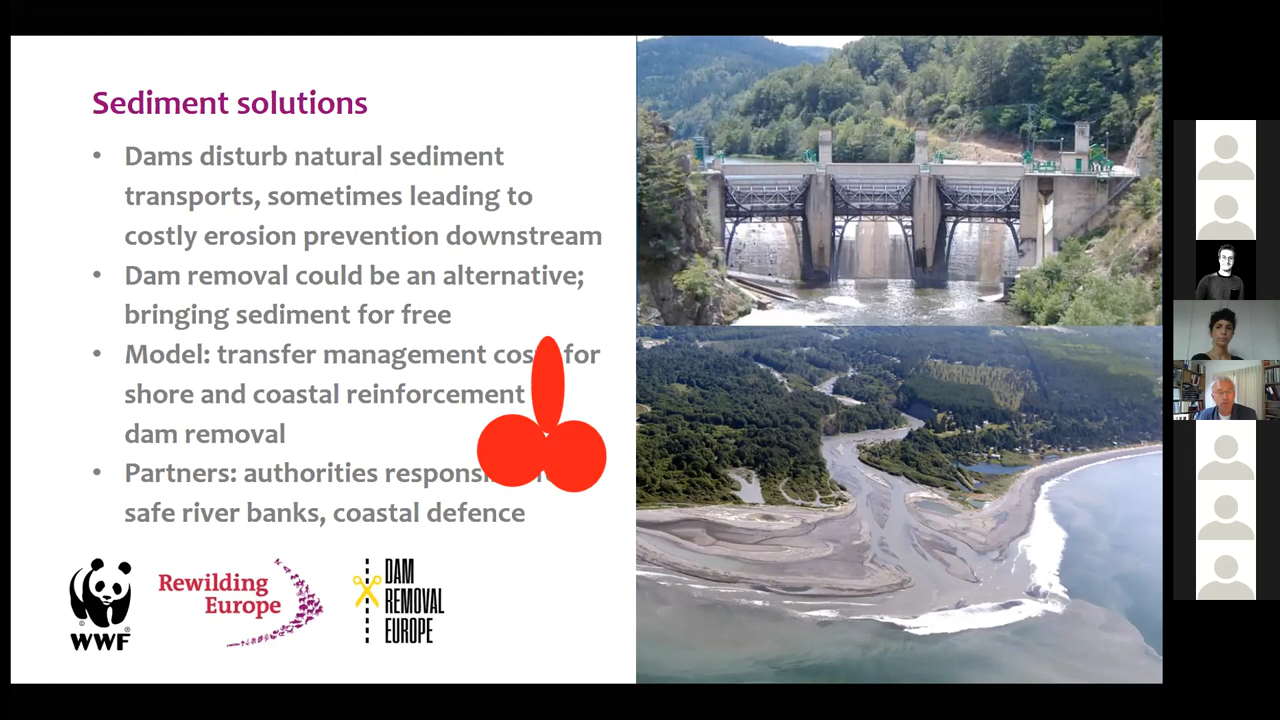 Sediment solutions
• Dams disturb natural sediment
transports, sometimes leading to
costly erosion prevention downstream
• Dam removal could be an alternative;
bringing sediment for free
• Model: transfer management for
shore and coastal reinforcement
dam removal
• Partners: authorities
safe river banks, coastal defence
WWF
Rewilding
Europe
DAM
REMOVAL
EUROPE